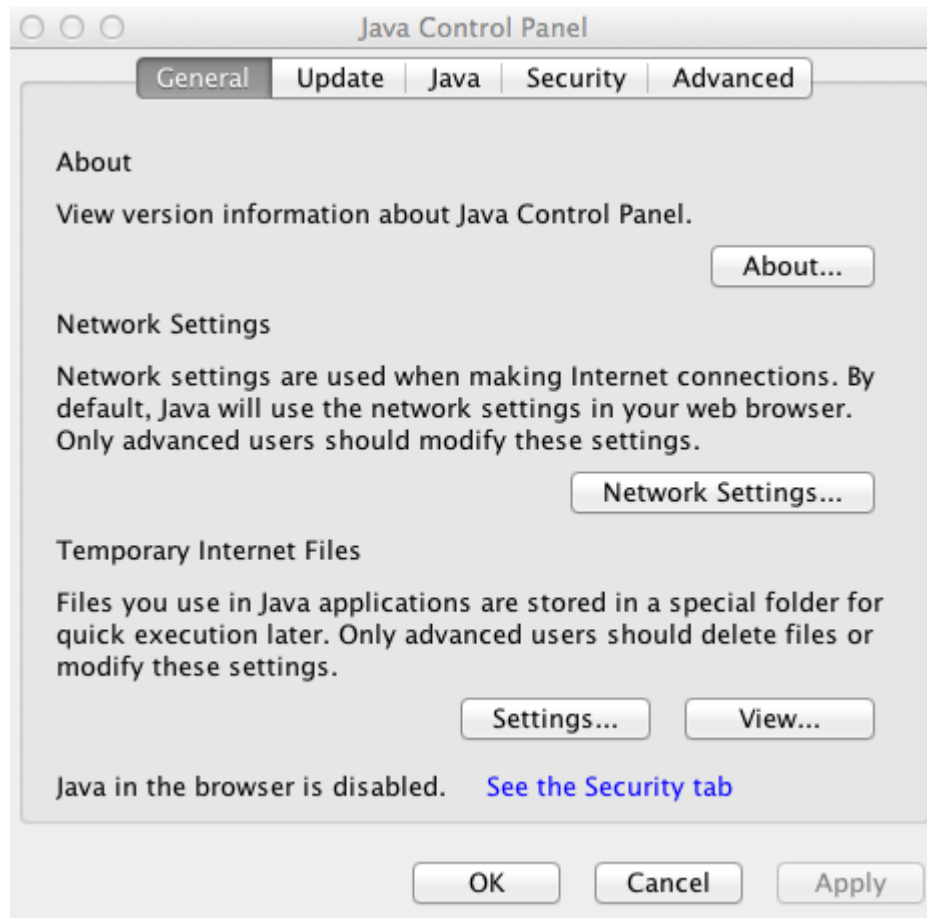 Java Control Panel
General Update Java Security Advanced
About
View version information about Java Control Panel.
About...
Network Settings
Network settings are used when making Internet connections. By
default, Java will use the network settings in your web browser.
Only advanced users should modify these settings.
Network Settings...
Temporary Internet Files
Files you use in Java applications are stored in a special folder for
quick execution later. Only advanced users should delete files or
modify these settings.
Settings... View...
Java in the browser is disabled. See the Security tab
OK Cancel Apply